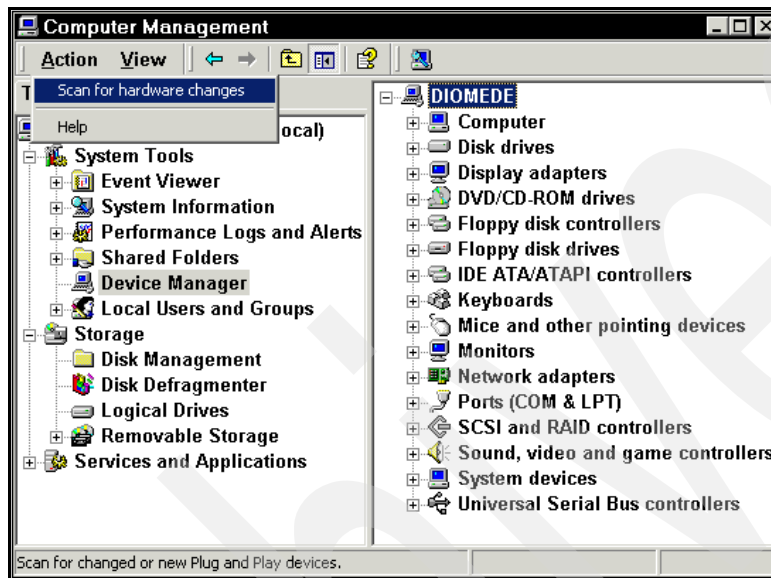 Computer Management
Action View
Scan for hardware changes
Help
T
ocal)
System Tools
Event Viewer
System Information
Performance Logs and Alerts
Shared Folders
Device Manager
Local Users and Groups
Storage
Disk Management
Disk Defragmenter
Logical Drives
Removable Storage
Services and Applications
DIOMEDE
Computer
Disk drives
Display adapters
DVD/CD-ROM drives
Floppy disk controllers
Floppy disk drives
IDE ATA/ATAPI controllers
Keyboards
Mice and other pointing devices
Monitors
Network adapters
Ports (COM & LPT)
SCSI and RAID controllers
Sound, video and game controllers
System devices
Universal Serial Bus controllers
Scan for changed or new Plug and Play devices.